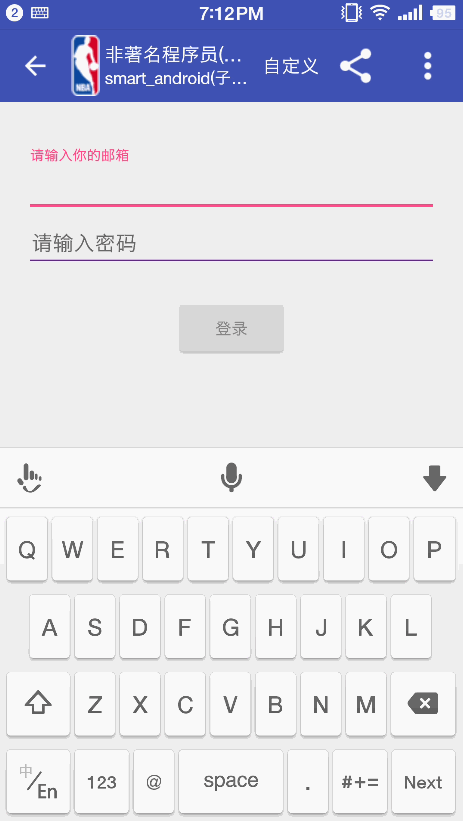 2
7:12PM
95
NBA
非著名程序员(...
smart_android(子...
自定义
请输入你的邮箱
请输入密码
登录
Q W E R T Y U I O P
A S D F G H J K L
Z X C V B N M
中/En 123 @ space . #+= Next